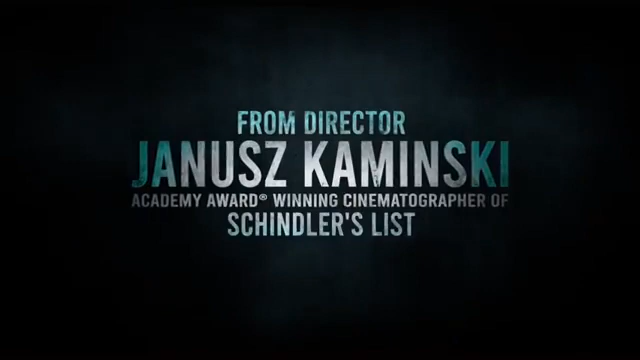 FROM DIRECTOR
JANUSZ KAMINSKI
ACADEMY AWARD® WINNING CINEMATOGRAPHER OF
SCHINDLER'S LIST